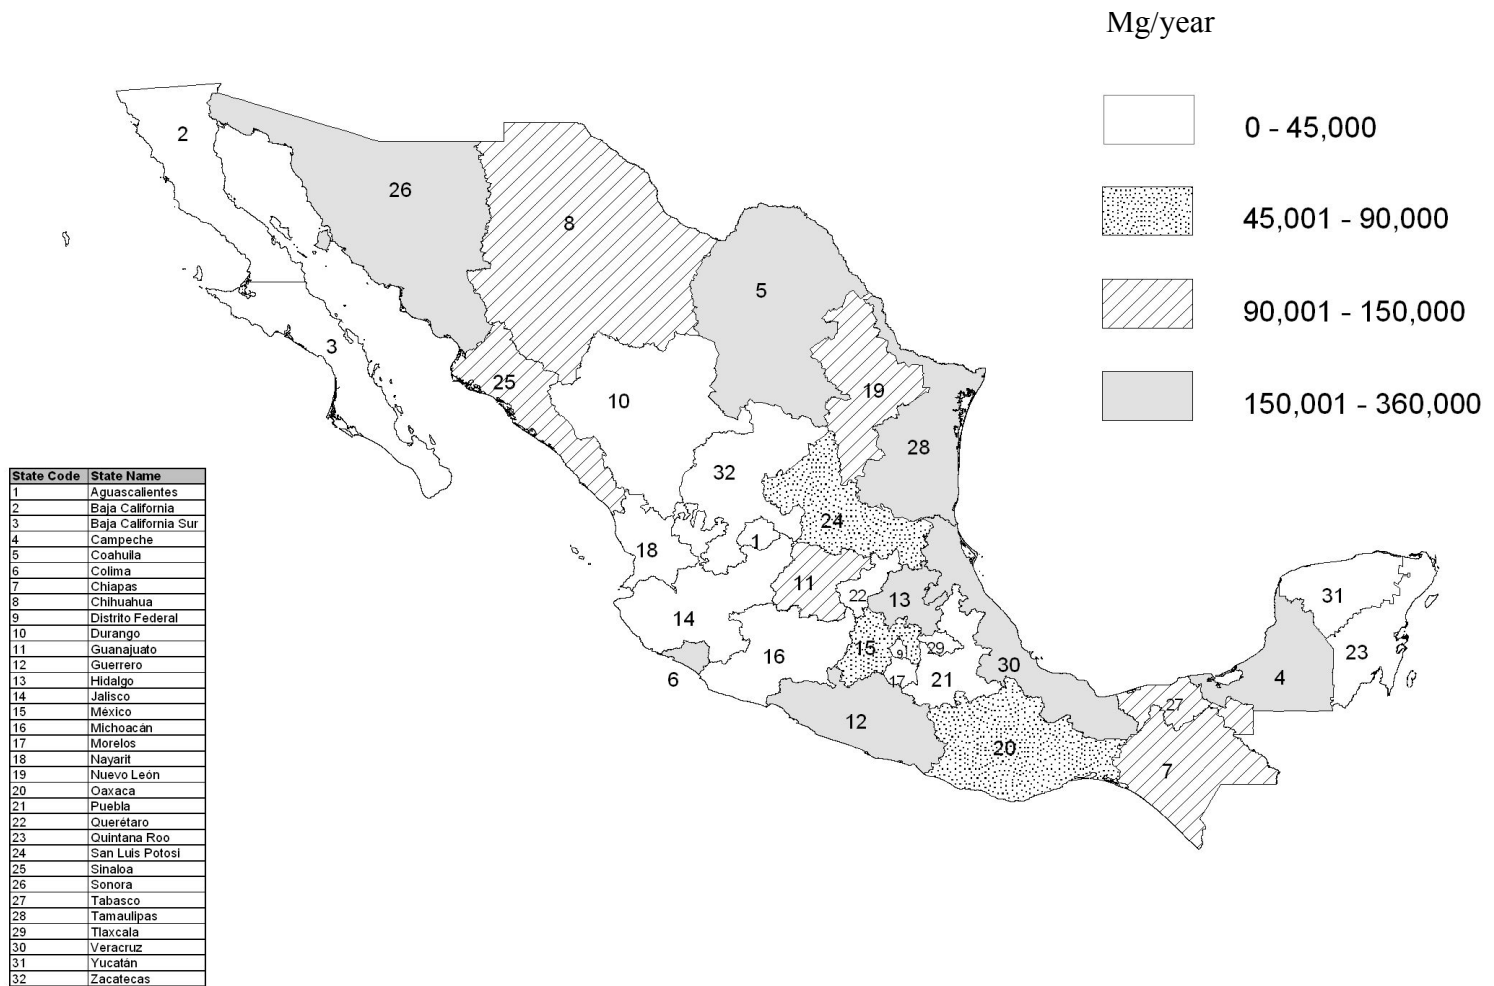 Mg/year
0 - 45,000
45,001 - 90,000
90,001 - 150,000
150,001 - 360,000
2
26
8
5
3
25
10
19
28
32
24
1
18
11
22
13
14
15
9
29
16
17
21
6
12
30
20
31
23
4
27
7
State Code State Name
1 Aguascalientes
2 Baja California
3 Baja California Sur
4 Campeche
5 Coahuila
6 Colima
7 Chiapas
8 Chihuahua
9 Distrito Federal
10 Durango
11 Guanajuato
12 Guerrero
13 Hidalgo
14 Jalisco
15 México
16 Michoacán
17 Morelos
18 Nayarit
19 Nuevo León
20 Oaxaca
21 Puebla
22 Querétaro
23 Quintana Roo
24 San Luis Potosi
25 Sinaloa
26 Sonora
27 Tabasco
28 Tamaulipas
29 Tlaxcala
30 Veracruz
31 Yucatán
32 Zacatecas